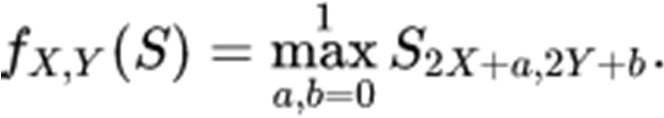 f_{X,Y}(S) = \max_{a,b=0}^{1} S_{2X+a,2Y+b}.